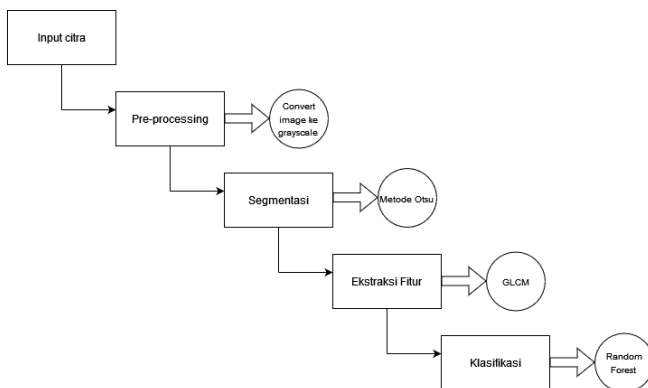 Input citra
Pre-processing
Convert
image ke
grayscale
Segmentasi
Metode Otsu
Ekstraksi Fitur
GLCM
Klasifikasi
Random
Forest